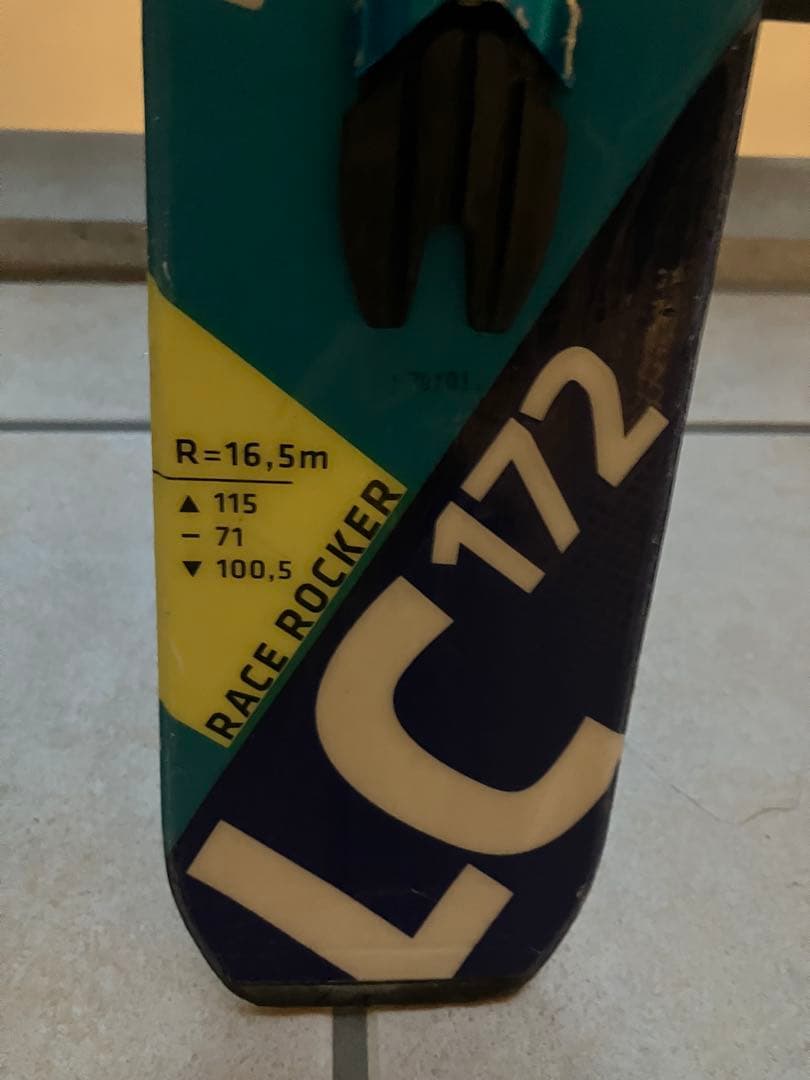 R=16,5m
▲ 115
– 71
▼ 100,5
RACE ROCKER
LC 172